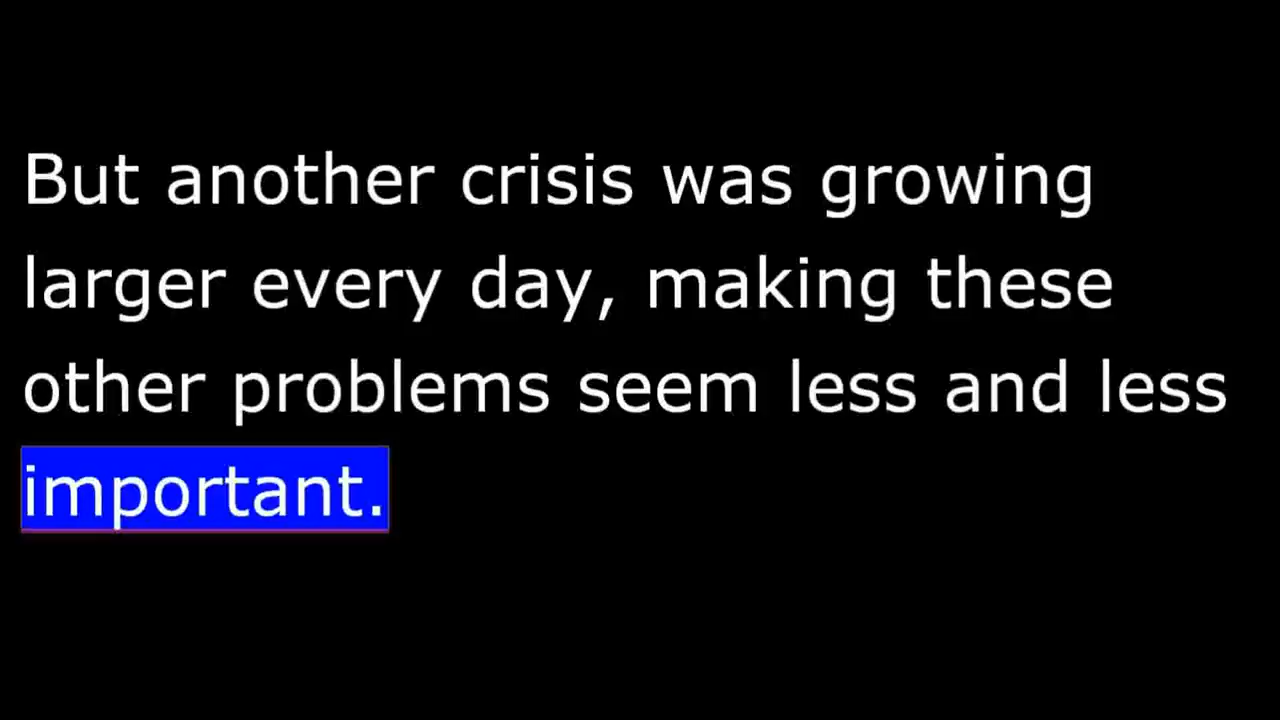 But another crisis was growing
larger every day, making these
other problems seem less and less
important.